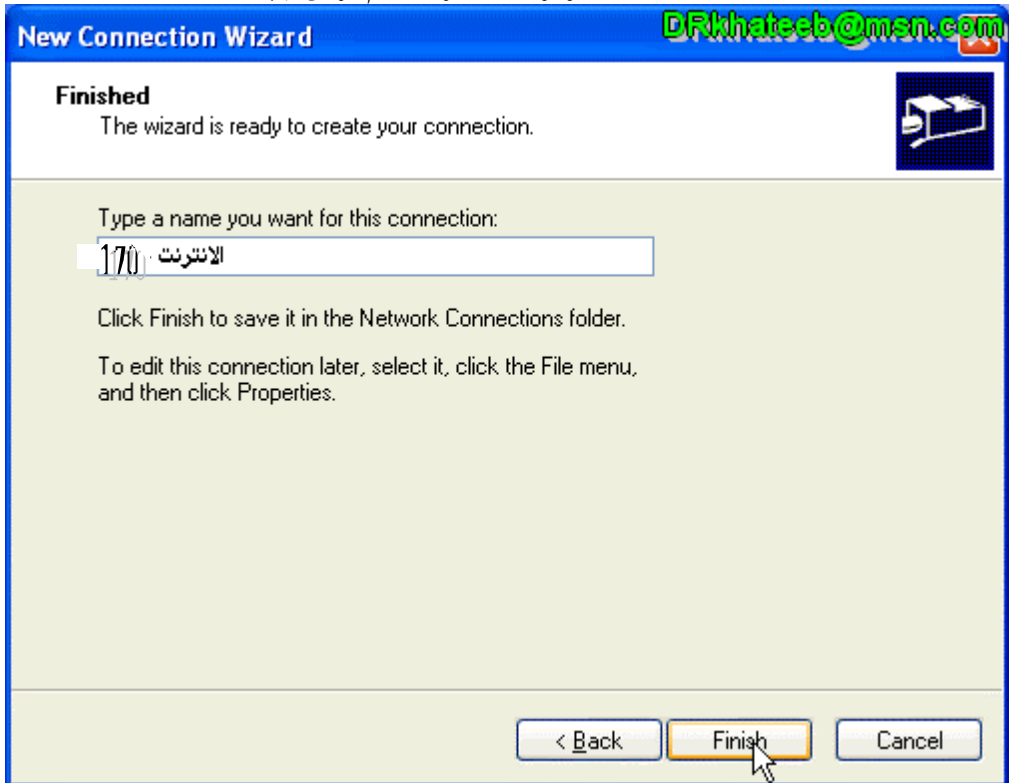 New Connection Wizard
DRkhateeb@msn.com
Finished
The wizard is ready to create your connection.
Type a name you want for this connection:
الانترنت 170
Click Finish to save it in the Network Connections folder.
To edit this connection later, select it, click the File menu,
and then click Properties.
< Back
Finish
Cancel